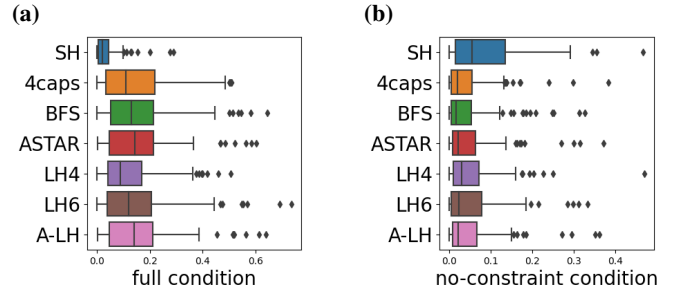 (a)
SH
4caps
BFS
ASTAR
LH4
LH6
A-LH
0.0 0.2 0.4 0.6
full condition
(b)
SH
4caps
BFS
ASTAR
LH4
LH6
A-LH
0.0 0.1 0.2 0.3 0.4
no-constraint condition